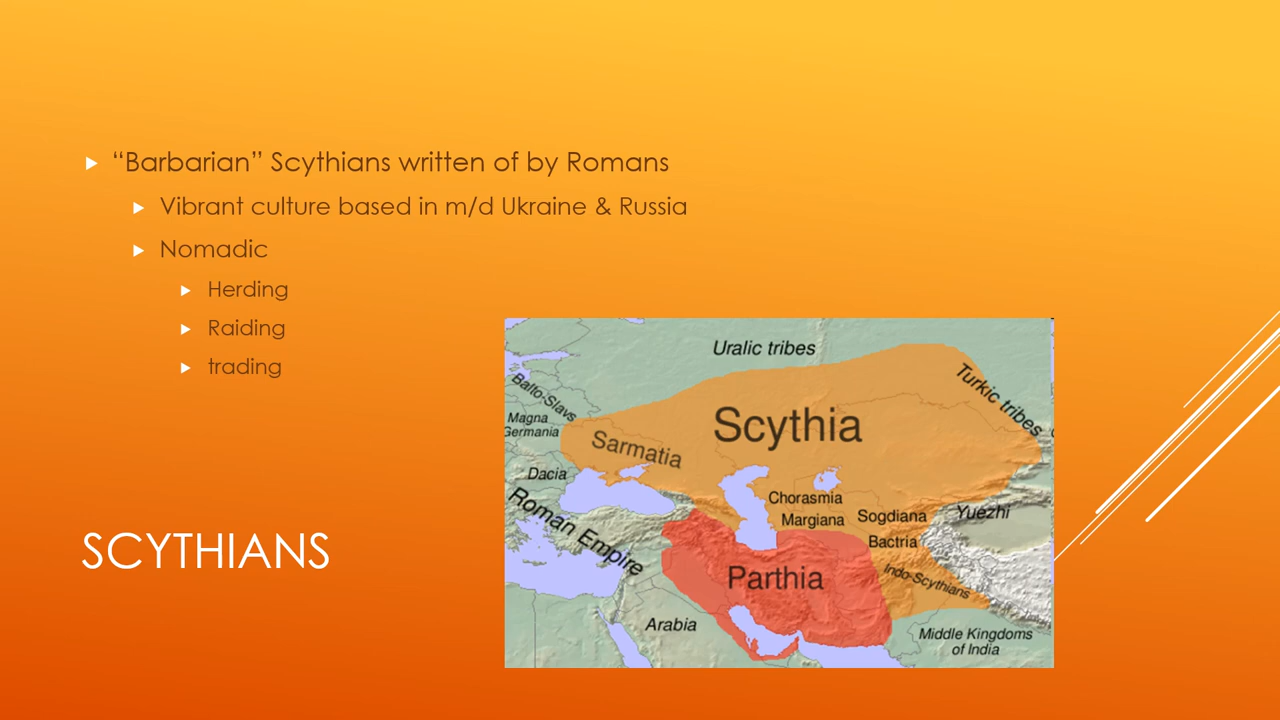 “Barbarian” Scythians written of by Romans
Vibrant culture based in m/d Ukraine & Russia
Nomadic
Herding
Raiding
trading
SCYTHIANS
Uralic tribes
Turkic tribes
Balto-Slavs
Magna
Germania
Scythia
Sarmatia
Dacia
Roman Empire
Chorasmia
Margiana
Sogdiana
Yuezhi
Bactria
Parthia
Indo-Scythians
Arabia
Middle Kingdoms
of India